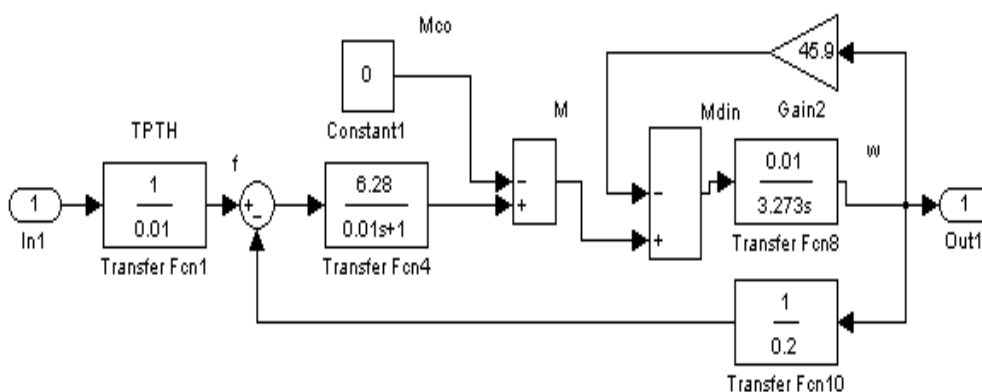 Mco
45.9
0
Gain2
Constant1
M
Mdin
TPTH
f
w
1
In1
1
0.01
Transfer Fcn1
+
−
6.28
0.01s+1
Transfer Fcn4
−
+
−
+
0.01
3.273s
Transfer Fcn8
1
Out1
1
0.2
Transfer Fcn10